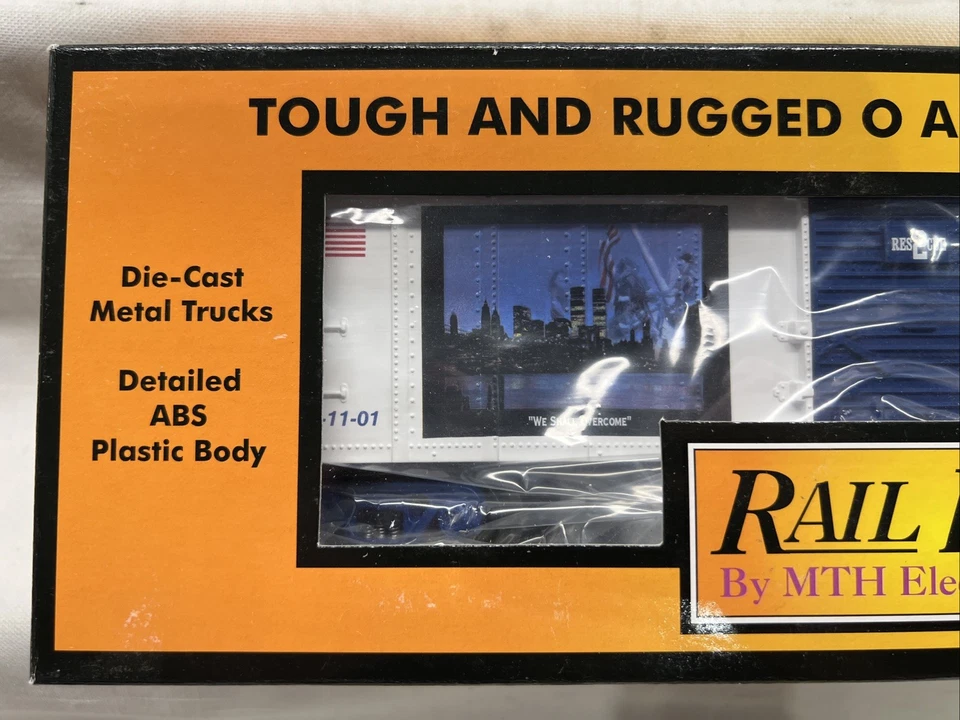 TOUGH AND RUGGED O A
Die-Cast
Metal Trucks
Detailed
ABS
Plastic Body
-11-01
"WE SHALL OVERCOME"
RAIL
By MTH Ele